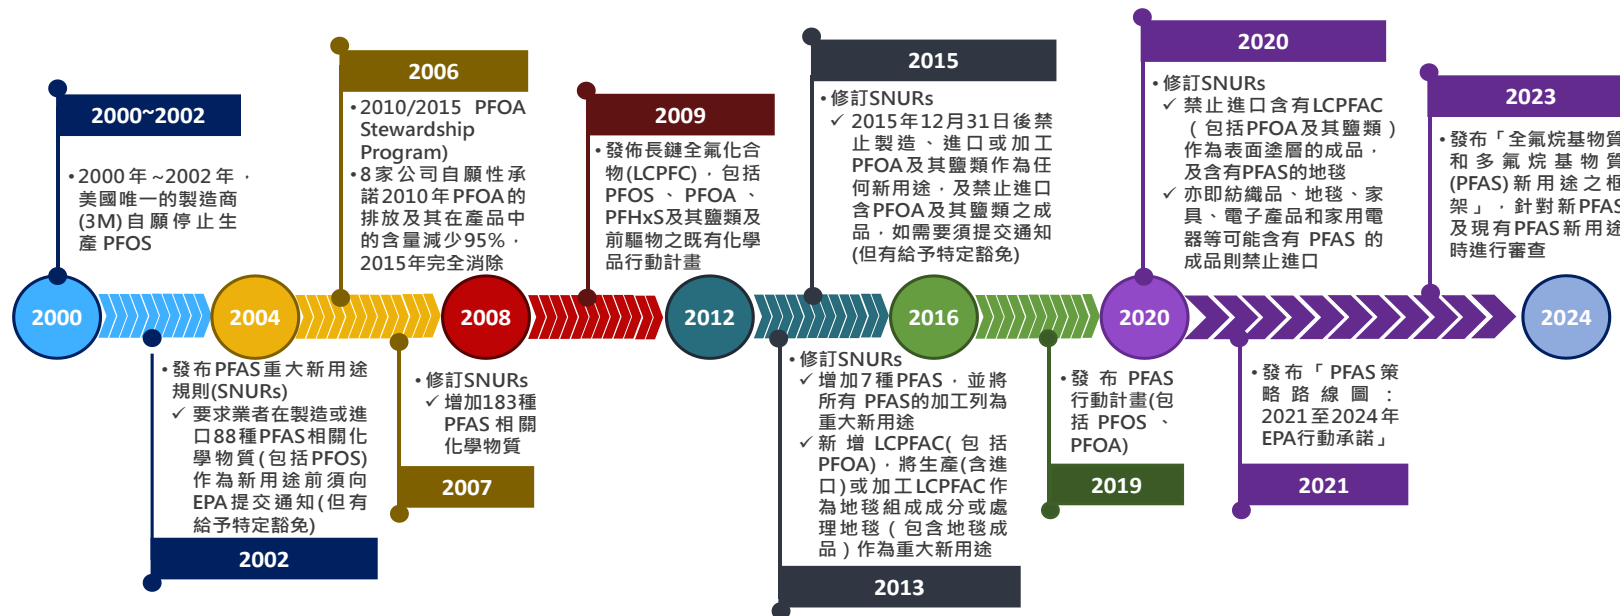 2000~2002
•2000年~2002年，
美國唯一的製造商
(3M)自願停止生
產 PFOS
2006
•2010/2015 PFOA
Stewardship
Program)
•8家公司自願性承
諾2010年PFOA的
排放及其在產品中
的含量減少95%，
2015年完全消除
2009
•發佈長鏈全氟化合
物(LCPFC)，包括
PFOS、PFOA、
PFHxS及其鹽類及
前驅物之既有化學
品行動計畫
2015
•修訂SNURs
✓ 2015年12月31日後禁
止製造、進口或加工
PFOA及其鹽類作為任
何新用途，及禁止進口
含PFOA及其鹽類之成
品，如需要須提交通知
(但有給予特定豁免)
2020
•修訂SNURs
✓ 禁止進口含有LCPFAC
（包括PFOA及其鹽類）
作為表面塗層的成品，
及含有PFAS的地毯
✓ 亦即紡織品、地毯、家
具、電子產品和家用電
器等可能含有 PFAS 的
成品則禁止進口
2023
•發布「全氟烷基物質
和多氟烷基物質
(PFAS)新用途之框
架」，針對新PFAS
及現有PFAS新用途
時進行審查
2000
2004
2008
2012
2016
2020
2024
•發布PFAS重大新用途
規則(SNURs)
✓ 要求業者在製造或進
口88種PFAS相關化
學物質(包括PFOS)
作為新用途前須向
EPA提交通知(但有
給予特定豁免)
2002
•修訂SNURs
✓增加183種
PFAS 相關
化學物質
2007
•修訂SNURs
✓增加7種PFAS，並將
所有 PFAS的加工列為
重大新用途
✓新增LCPFAC(包括
PFOA)，將生產(含進
口)或加工LCPFAC作
為地毯組成成分或處
理地毯（包含地毯成
品）作為重大新用途
2013
•發布 PFAS
行動計畫(包
括 PFOS 、
PFOA)
2019
•發布「PFAS策
略路線圖：
2021至2024年
EPA行動承諾」
2021